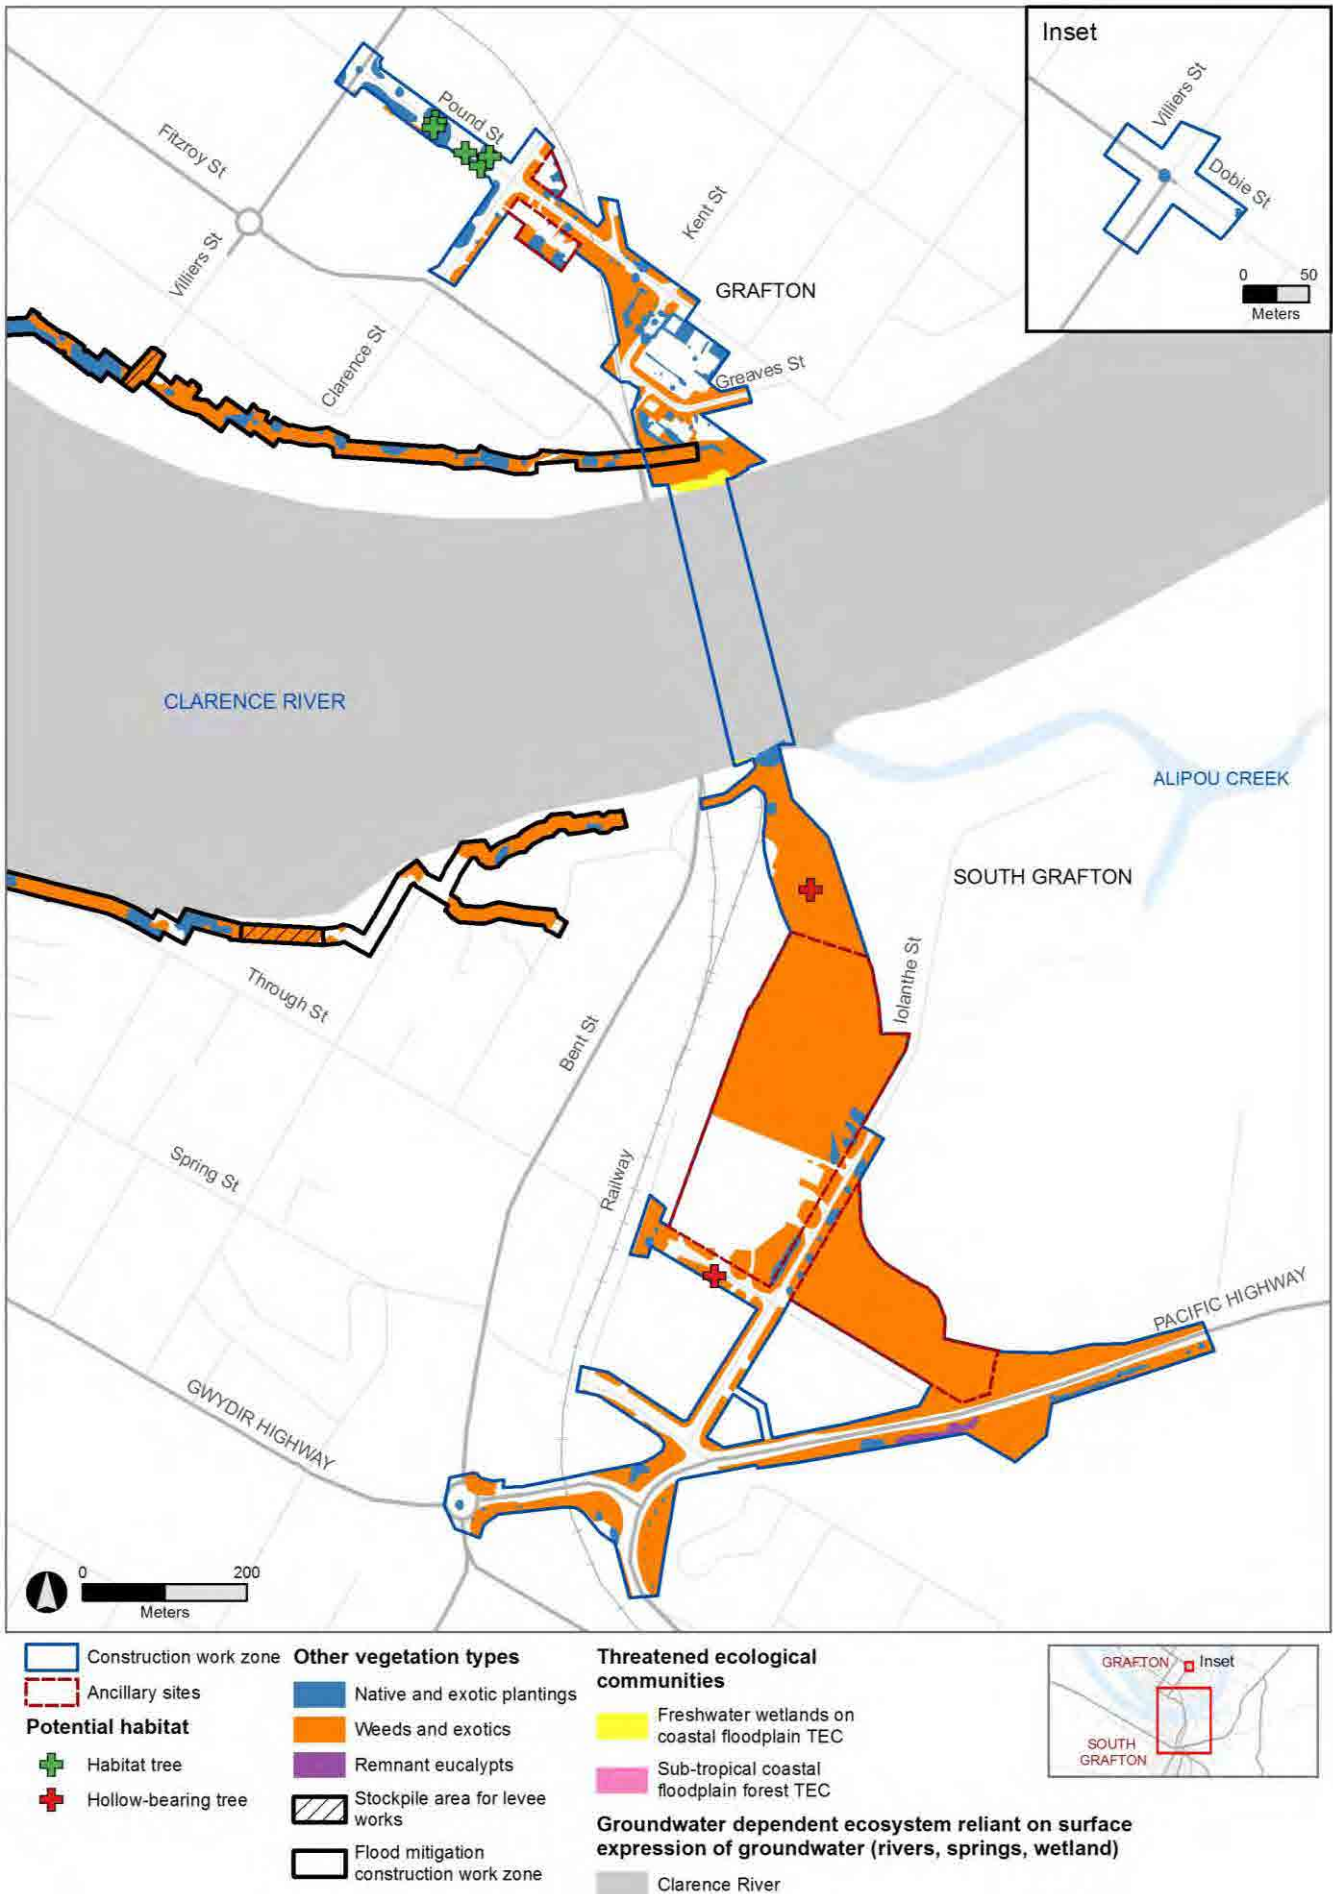 Inset
Villiers St
Dobie St
0 50
Meters
Pound St
Fitzroy St
Kent St
Villiers St
GRAFTON
Clarence St
Greaves St
CLARENCE RIVER
ALIPOU CREEK
SOUTH GRAFTON
Iolanthe St
Through St
Bent St
Railway
Spring St
PACIFIC HIGHWAY
GWYDIR HIGHWAY
0 200
Meters
Construction work zone
Ancillary sites
Potential habitat
Habitat tree
Hollow-bearing tree
Other vegetation types
Native and exotic plantings
Weeds and exotics
Remnant eucalypts
Stockpile area for levee
works
Flood mitigation
construction work zone
Threatened ecological
communities
Freshwater wetlands on
coastal floodplain TEC
Sub-tropical coastal
floodplain forest TEC
Groundwater dependent ecosystem reliant on surface
expression of groundwater (rivers, springs, wetland)
Clarence River
GRAFTON
Inset
SOUTH
GRAFTON